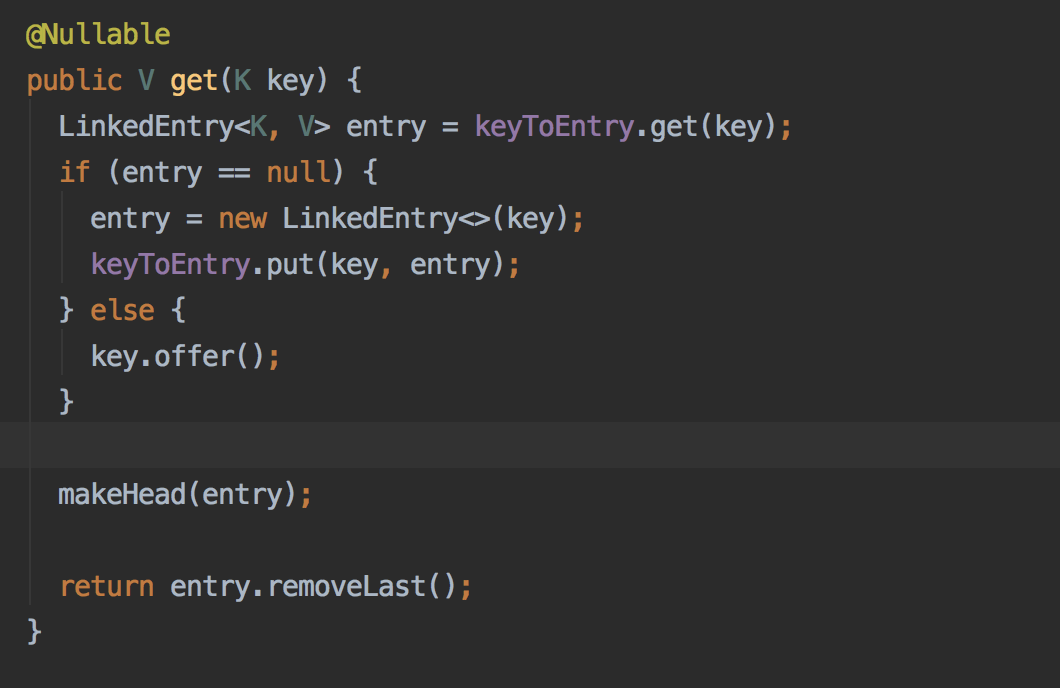 @Nullable
public V get(K key) {
  LinkedEntry<K, V> entry = keyToEntry.get(key);
  if (entry == null) {
    entry = new LinkedEntry<>(key);
    keyToEntry.put(key, entry);
  } else {
    key.offer();
  }

  makeHead(entry);

  return entry.removeLast();
}